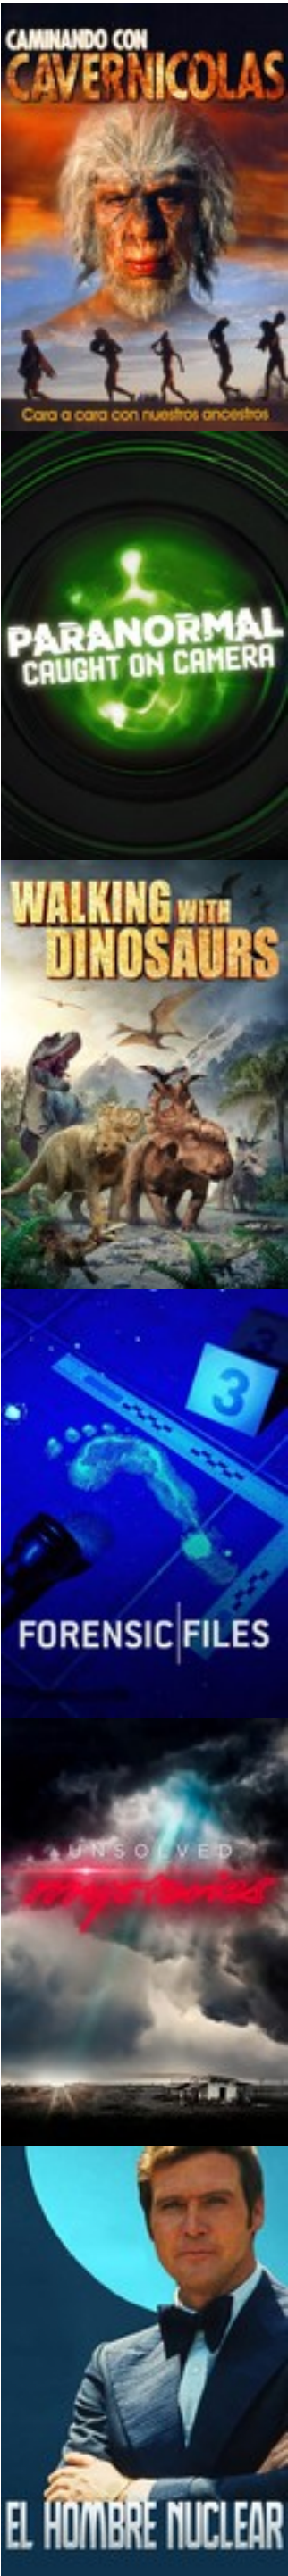 CAMINANDO CON
CAVERNICOLAS
Cara a cara con nuestros ancestros
PARANORMAL
CAUGHT ON CAMERA
WALKING WITH
DINOSAURS
3
3
FORENSIC FILES
UNSOLVED
mysteries
EL HOMBRE NUCLEAR